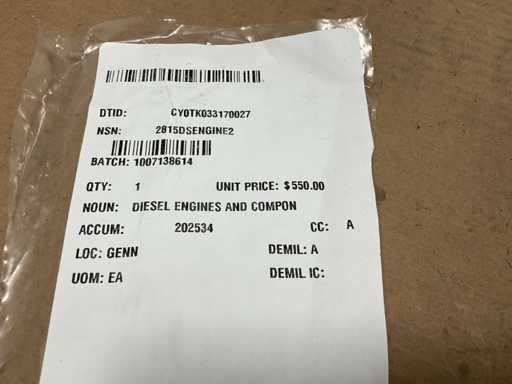 DTID: CY0TK033170027
NSN: 2815DSENGINE2
BATCH: 1007138614
QTY: 1 UNIT PRICE: $550.00
NOUN: DIESEL ENGINES AND COMPON
ACCUM: 202534 CC: A
LOC: GENN DEMIL: A
UOM: EA DEMIL IC: